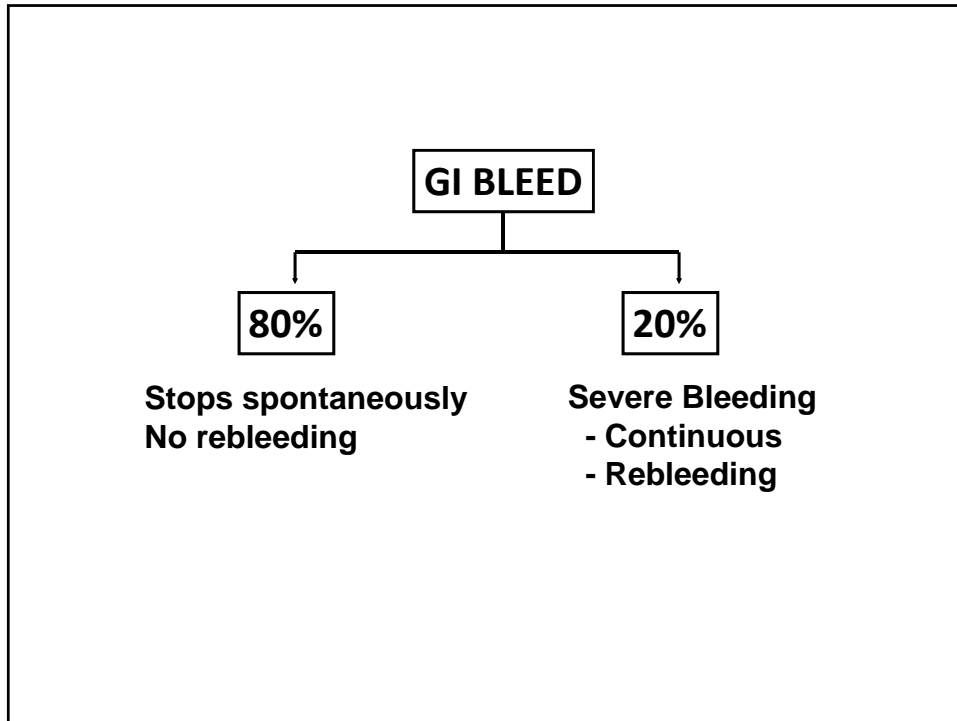 GI BLEED
80%
20%
Stops spontaneously
No rebleeding
Severe Bleeding
- Continuous
- Rebleeding